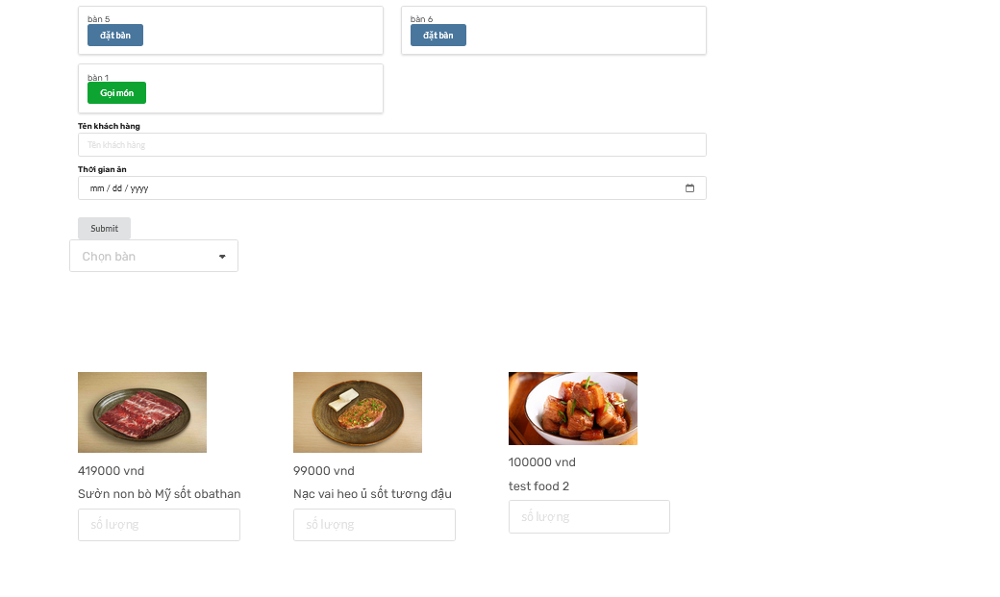 bàn 5
đặt bàn
bàn 6
đặt bàn
bàn 1
Gọi món
Tên khách hàng
Tên khách hàng
Thời gian ăn
mm / dd / yyyy
Submit
Chọn bàn
419000 vnd
Sườn non bò Mỹ sốt obathan
số lượng
99000 vnd
Nạc vai heo ủ sốt tương đậu
số lượng
100000 vnd
test food 2
số lượng